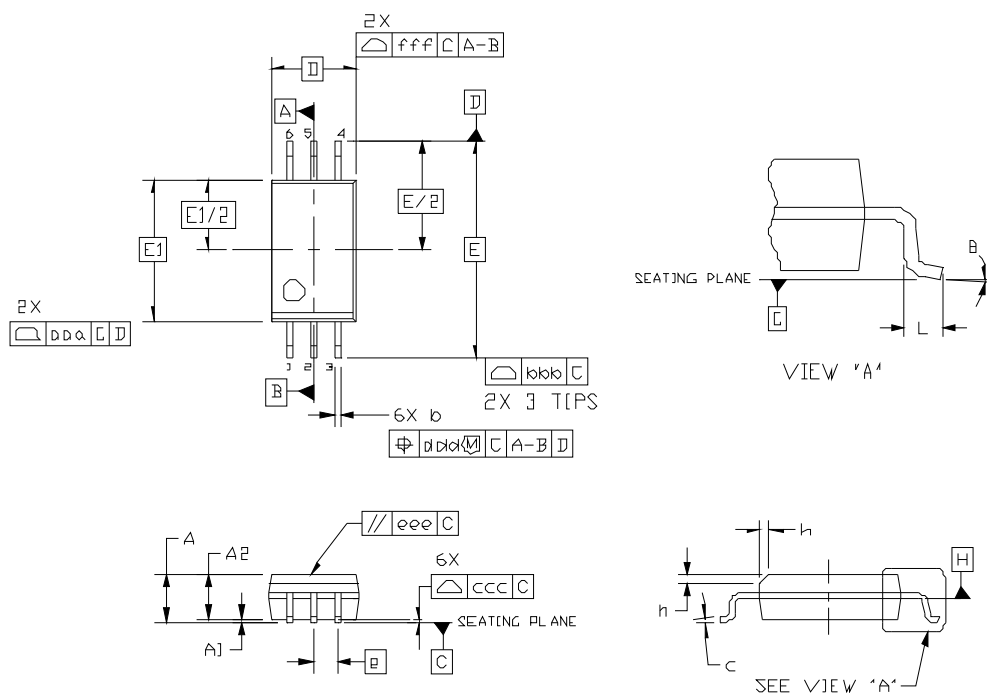 2X
fff C A-B
D
A
D
6 5 4
E1/2
E/2
E1
E
2X
C D
1 2 3
B
bbb C
2X 3 TIPS
6X b
ddd M C A-B D
B
SEATING PLANE
C
L
VIEW "A"
// eee C
A
A2
6X
ccc C
SEATING PLANE
A1
C
e
h
H
h
c
SEE VIEW "A"